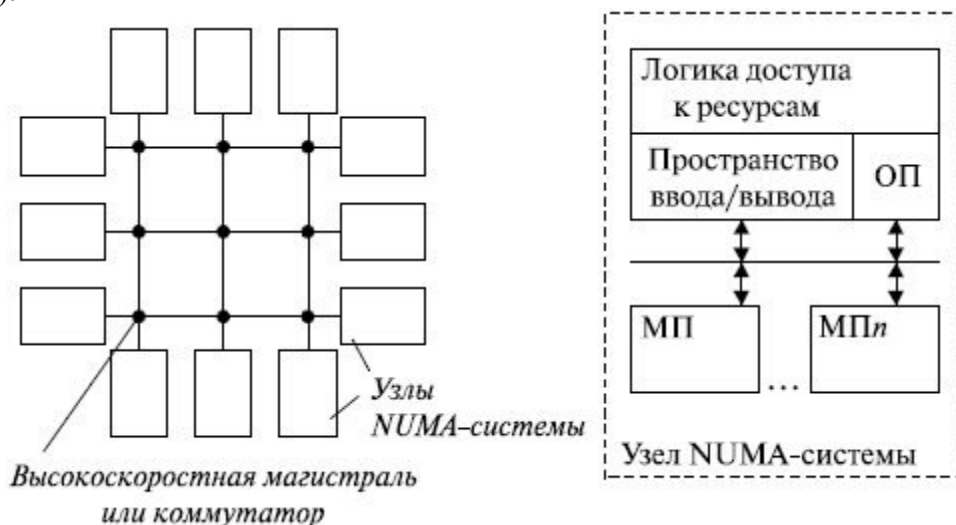 Узлы
NUMA-системы
Высокоскоростная магистраль
или коммутатор
Логика доступа
к ресурсам
Пространство
ввода/вывода
ОП
МП
...
МПn
Узел NUMA-системы